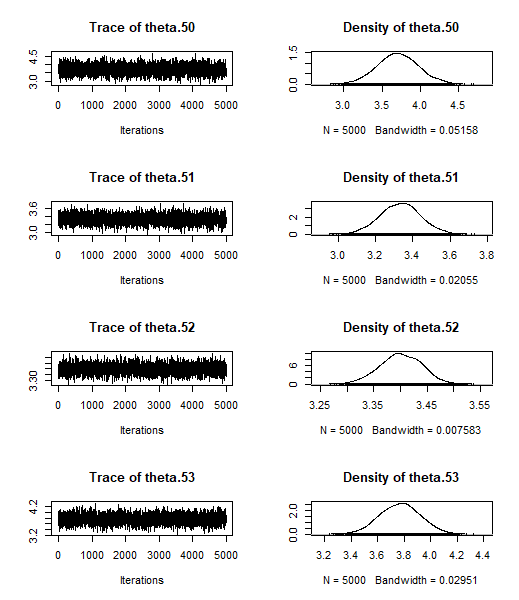 Trace of theta.50
3.0 4.5
0 1000 2000 3000 4000 5000
Iterations
Density of theta.50
0.0 1.5
3.0 3.5 4.0 4.5
N = 5000 Bandwidth = 0.05158
Trace of theta.51
3.0 3.6
0 1000 2000 3000 4000 5000
Iterations
Density of theta.51
0 2
3.0 3.2 3.4 3.6 3.8
N = 5000 Bandwidth = 0.02055
Trace of theta.52
3.30
0 1000 2000 3000 4000 5000
Iterations
Density of theta.52
0 6
3.25 3.35 3.45 3.55
N = 5000 Bandwidth = 0.007583
Trace of theta.53
3.2 4.2
0 1000 2000 3000 4000 5000
Iterations
Density of theta.53
0.0 2.0
3.2 3.4 3.6 3.8 4.0 4.2 4.4
N = 5000 Bandwidth = 0.02951